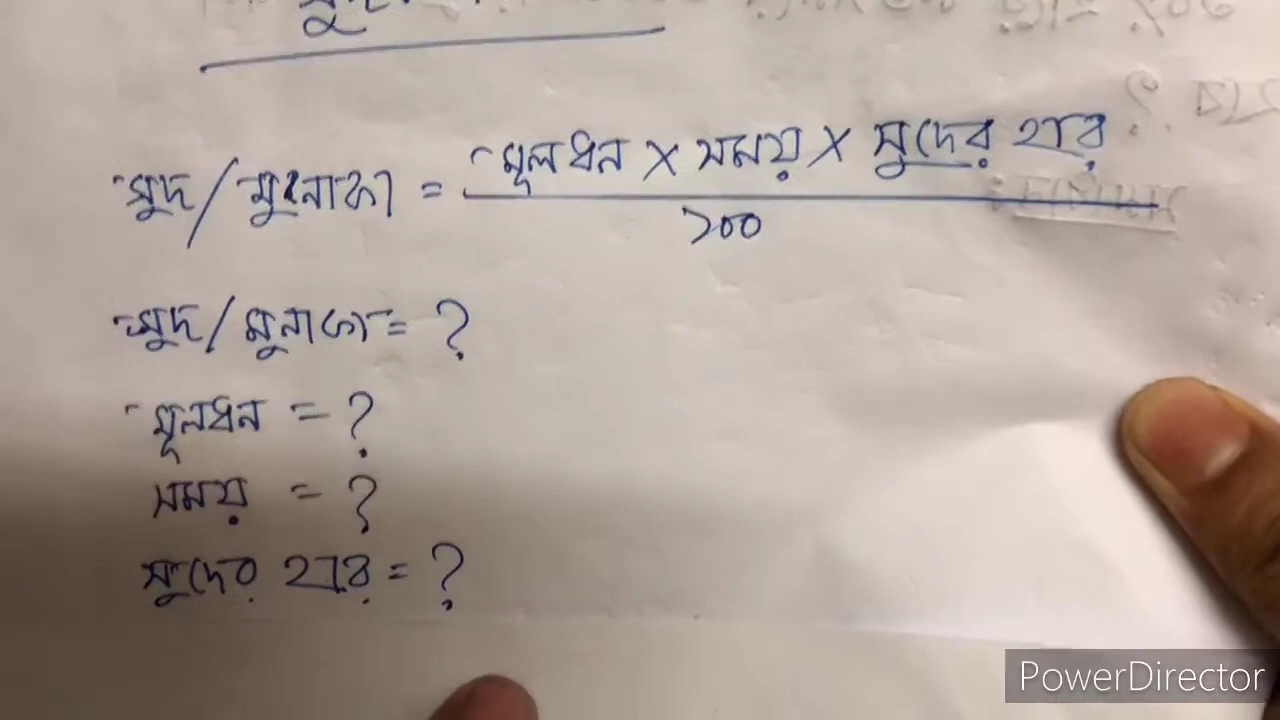 সুদ/মুনাফা = মূলধন × সময় × সুদের হার
১০০
সুদ/মুনাফা = ?
মূলধন = ?
সময় = ?
সুদের হার = ?
PowerDirector